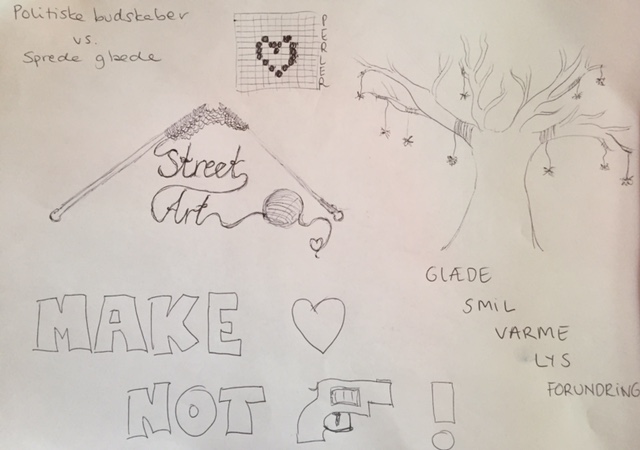 Politiske budskaber
vs.
Sprede glæde
PERLER
Street
Art
GLÆDE
SMIL
VARME
LYS
FORUNDRING
MAKE
NOT !